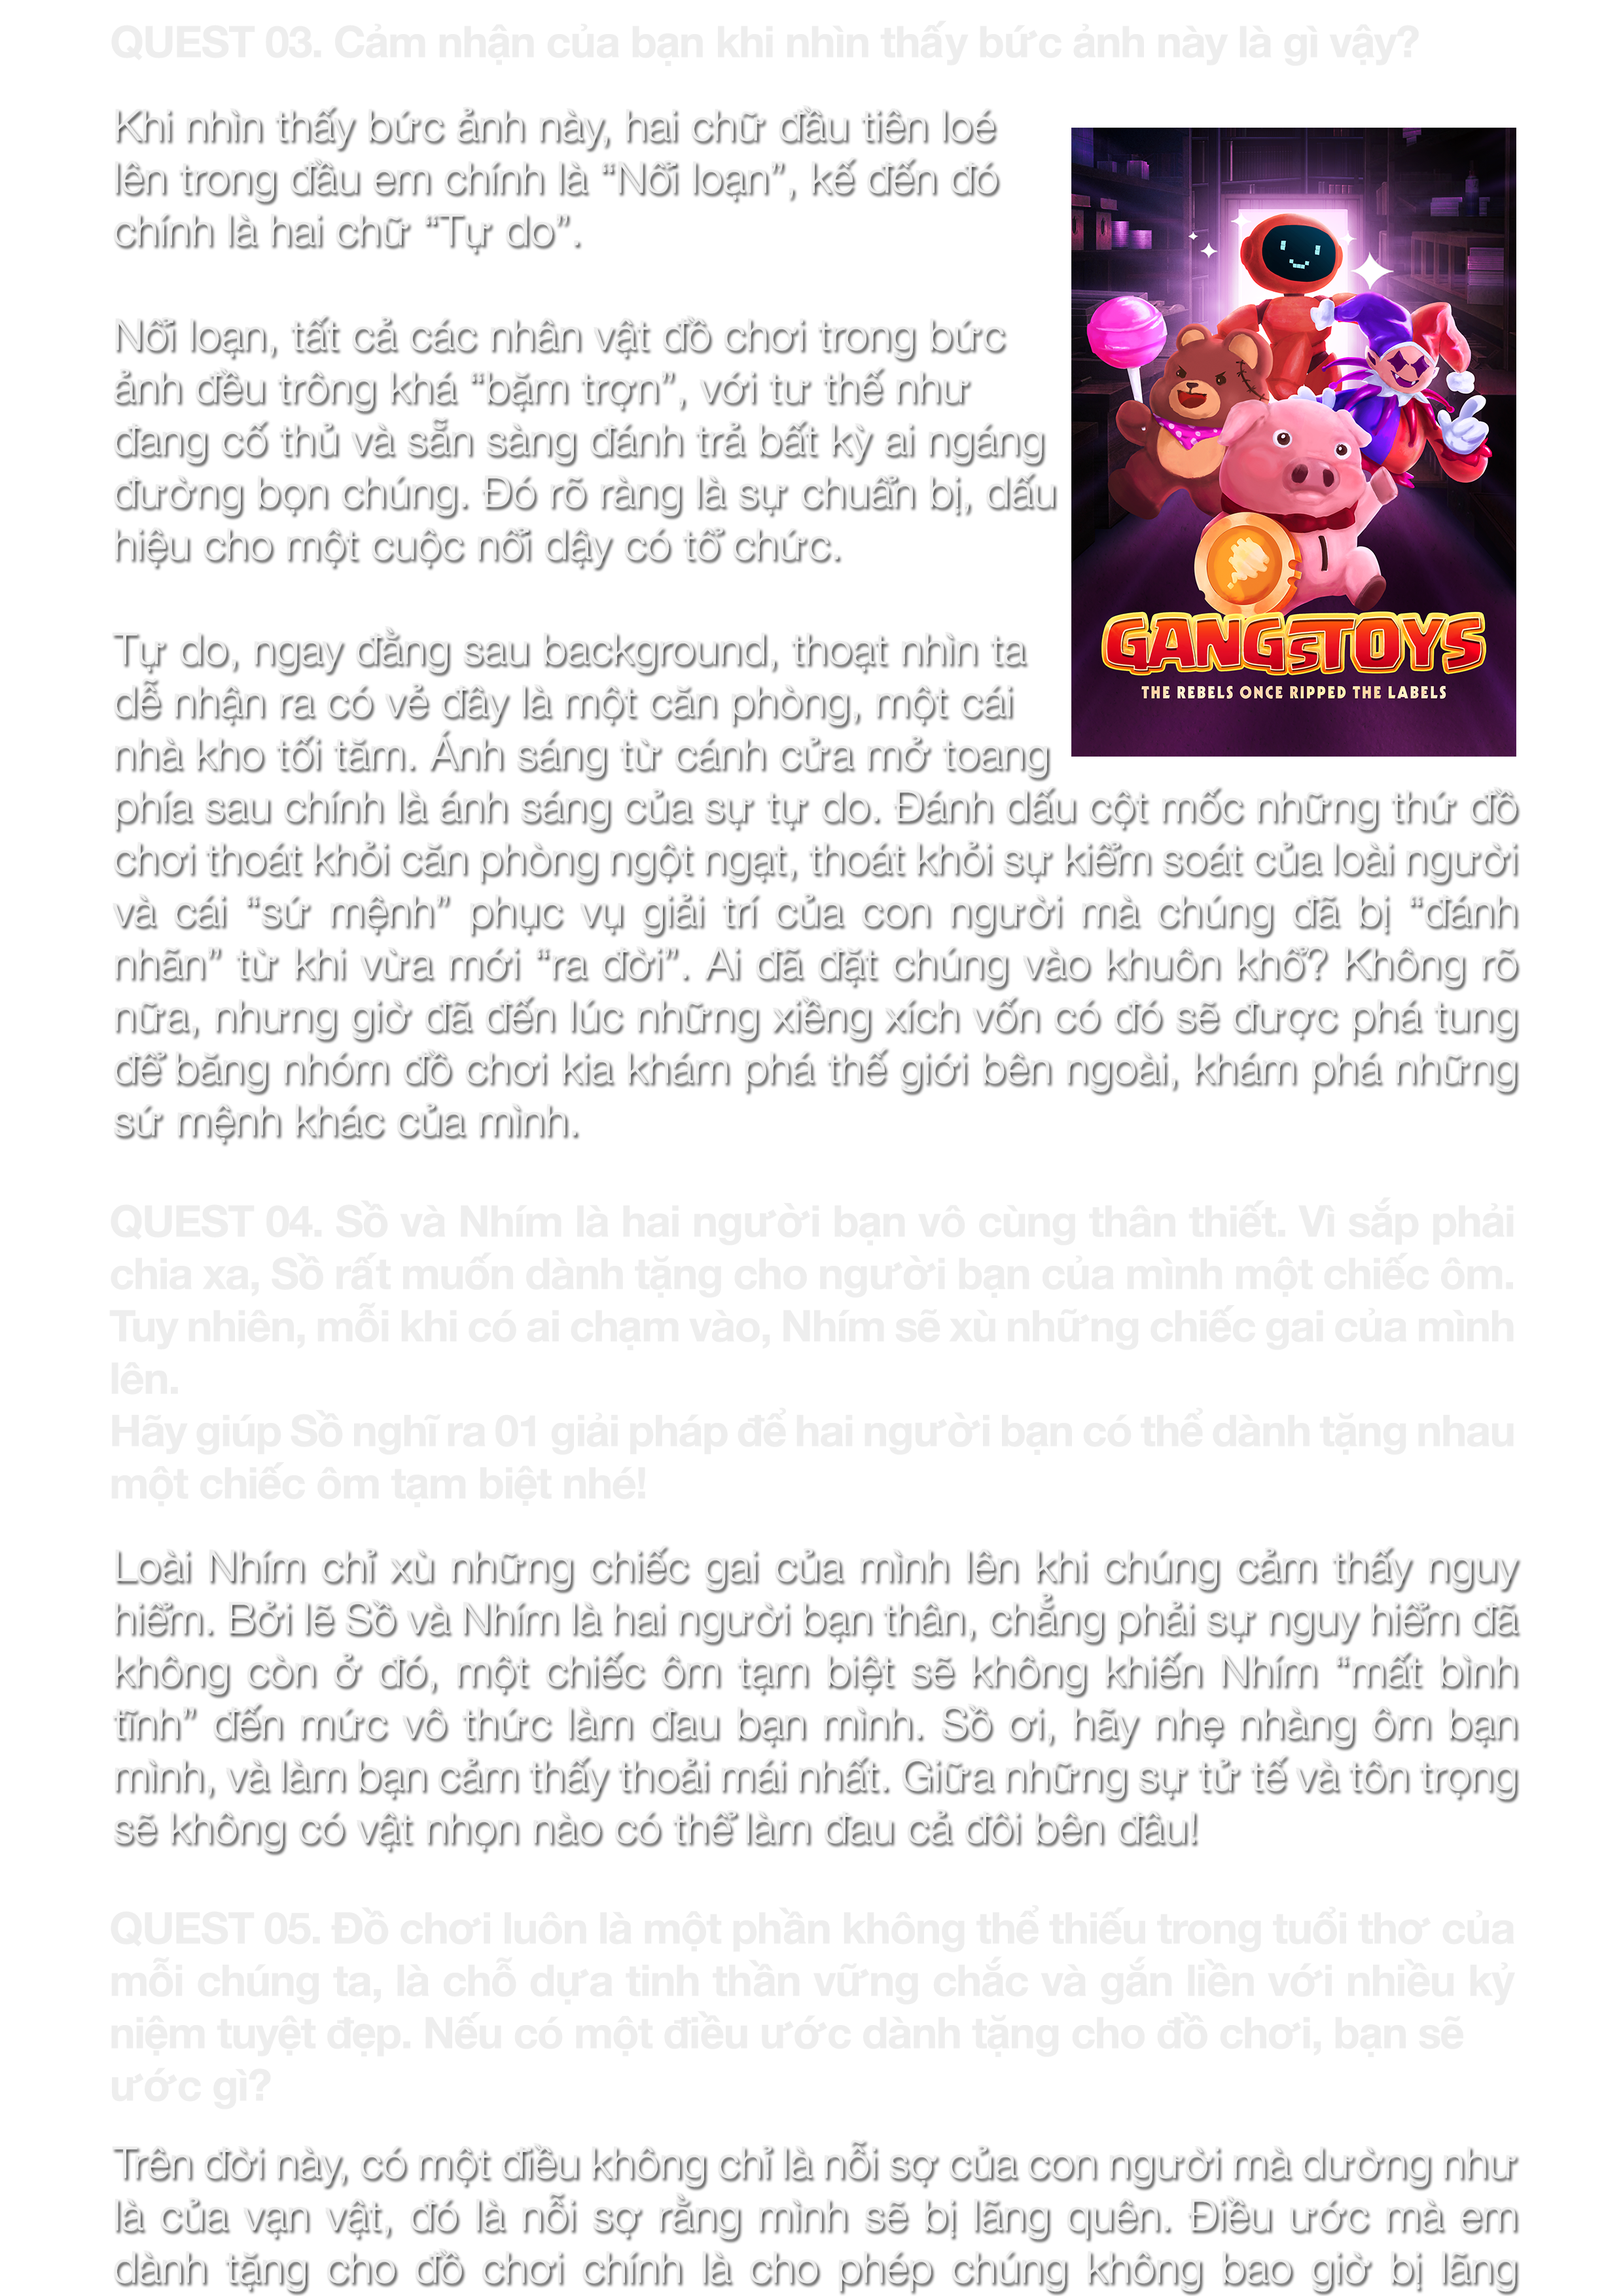 QUEST 03. Cảm nhận của bạn khi nhìn thấy bức ảnh này là gì vậy?
Khi nhìn thấy bức ảnh này, hai chữ đầu tiên loé
lên trong đầu em chính là “Nổi loạn”, kế đến đó
chính là hai chữ “Tự do”.
Nổi loạn, tất cả các nhân vật đồ chơi trong bức
ảnh đều trông khá “bặm trợn”, với tư thế như
đang cố thủ và sẵn sàng đánh trả bất kỳ ai ngáng
đường bọn chúng. Đó rõ ràng là sự chuẩn bị, dấu
hiệu cho một cuộc nổi dậy có tổ chức.
Tự do, ngay đằng sau background, thoạt nhìn ta
dễ nhận ra có vẻ đây là một căn phòng, một cái
nhà kho tối tăm. Ánh sáng từ cánh cửa mở toang
phía sau chính là ánh sáng của sự tự do. Đánh dấu cột mốc những thứ đồ
chơi thoát khỏi căn phòng ngột ngạt, thoát khỏi sự kiểm soát của loài người
và cái “sứ mệnh” phục vụ giải trí của con người mà chúng đã bị “đánh
nhãn” từ khi vừa mới “ra đời”. Ai đã đặt chúng vào khuôn khổ? Không rõ
nữa, nhưng giờ đã đến lúc những xiềng xích vốn có đó sẽ được phá tung
để băng nhóm đồ chơi kia khám phá thế giới bên ngoài, khám phá những
sứ mệnh khác của mình.
GANGSTOYS
THE REBELS ONCE RIPPED THE LABELS
QUEST 04. Sồ và Nhím là hai người bạn vô cùng thân thiết. Vì sắp phải
chia xa, Sồ rất muốn dành tặng cho người bạn của mình một chiếc ôm.
Tuy nhiên, mỗi khi có ai chạm vào, Nhím sẽ xù những chiếc gai của mình
lên.
Hãy giúp Sồ nghĩ ra 01 giải pháp để hai người bạn có thể dành tặng nhau
một chiếc ôm tạm biệt nhé!
Loài Nhím chỉ xù những chiếc gai của mình lên khi chúng cảm thấy nguy
hiểm. Bởi lẽ Sồ và Nhím là hai người bạn thân, chẳng phải sự nguy hiểm đã
không còn ở đó, một chiếc ôm tạm biệt sẽ không khiến Nhím “mất bình
tĩnh” đến mức vô thức làm đau bạn mình. Sồ ơi, hãy nhẹ nhàng ôm bạn
mình, và làm bạn cảm thấy thoải mái nhất. Giữa những sự tử tế và tôn trọng
sẽ không có vật nhọn nào có thể làm đau cả đôi bên đâu!
QUEST 05. Đồ chơi luôn là một phần không thể thiếu trong tuổi thơ của
mỗi chúng ta, là chỗ dựa tinh thần vững chắc và gắn liền với nhiều kỷ
niệm tuyệt đẹp. Nếu có một điều ước dành tặng cho đồ chơi, bạn sẽ
ước gì?
Trên đời này, có một điều không chỉ là nỗi sợ của con người mà dường như
là của vạn vật, đó là nỗi sợ rằng mình sẽ bị lãng quên. Điều ước mà em
dành tặng cho đồ chơi chính là cho phép chúng không bao giờ bị lãng